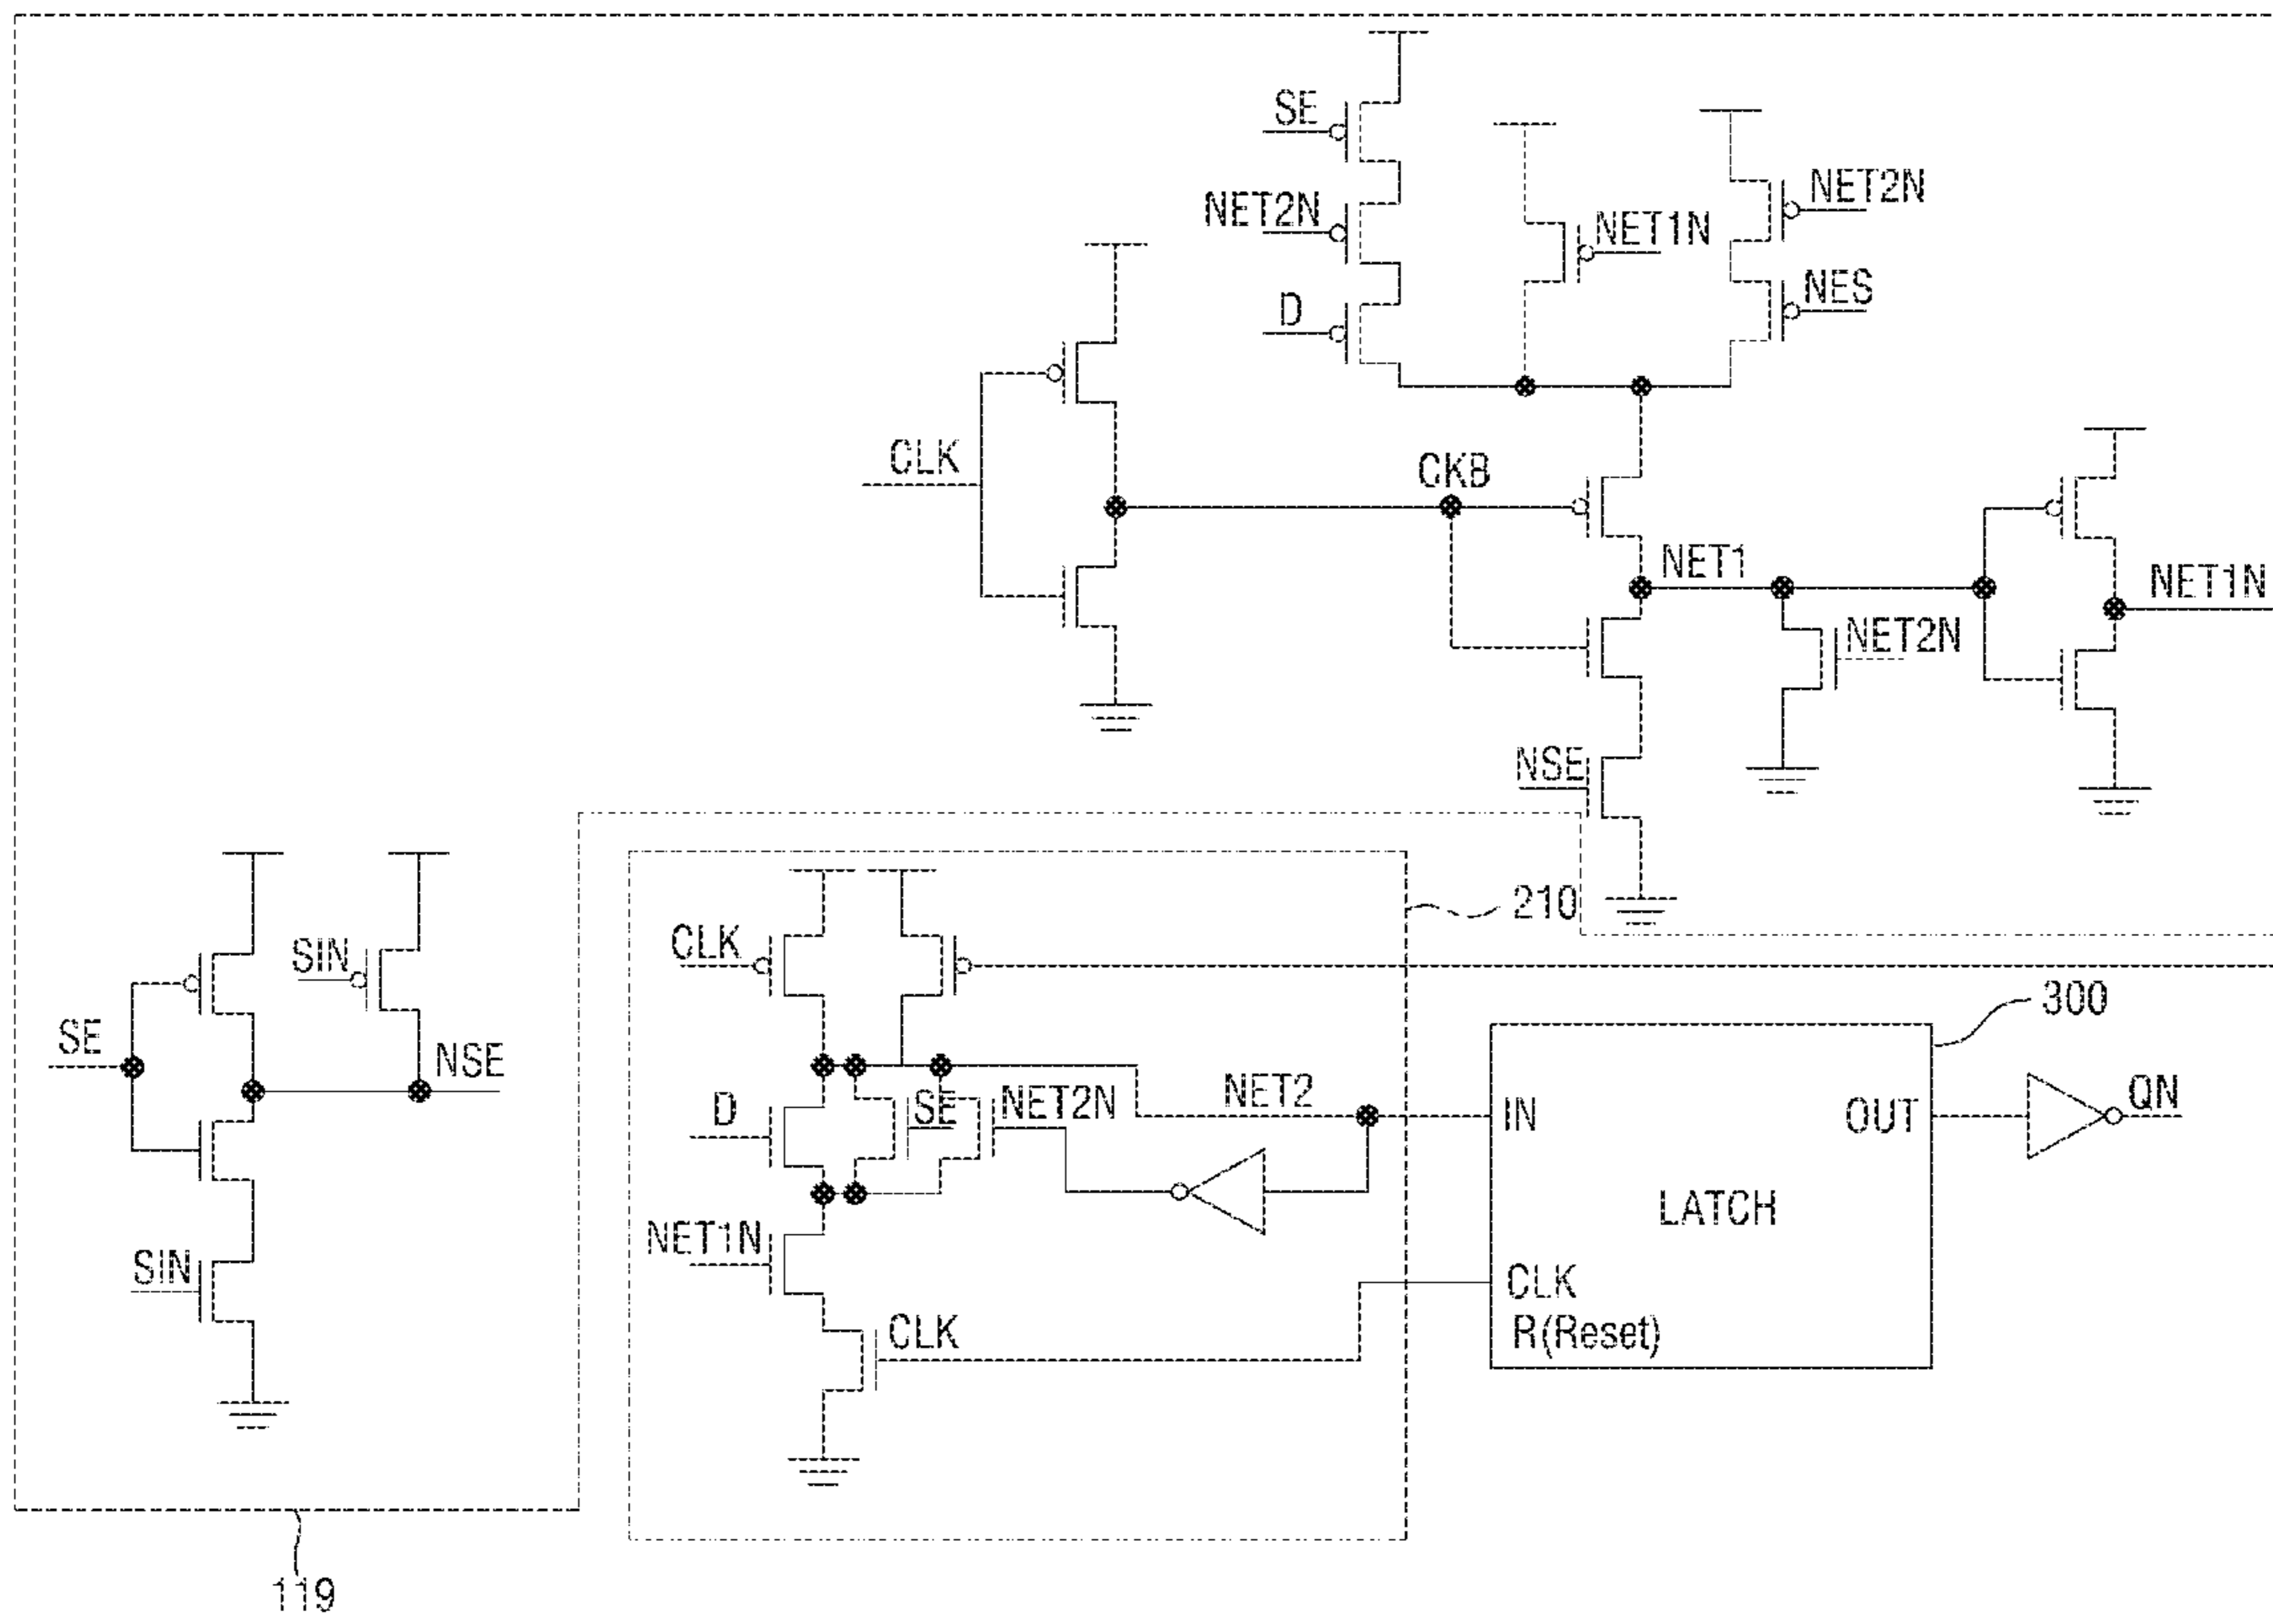 SE
NET2N
NET2N
NET1N
NES
D
CLK
CKB
NET1
NET1N
NET2N
NSE
210
CLK
SIN
300
SE
NSE
D
SE
NET2N
NET2
IN
OUT
QN
LATCH
NET1N
SIN
CLK
CLK
R(Reset)
119